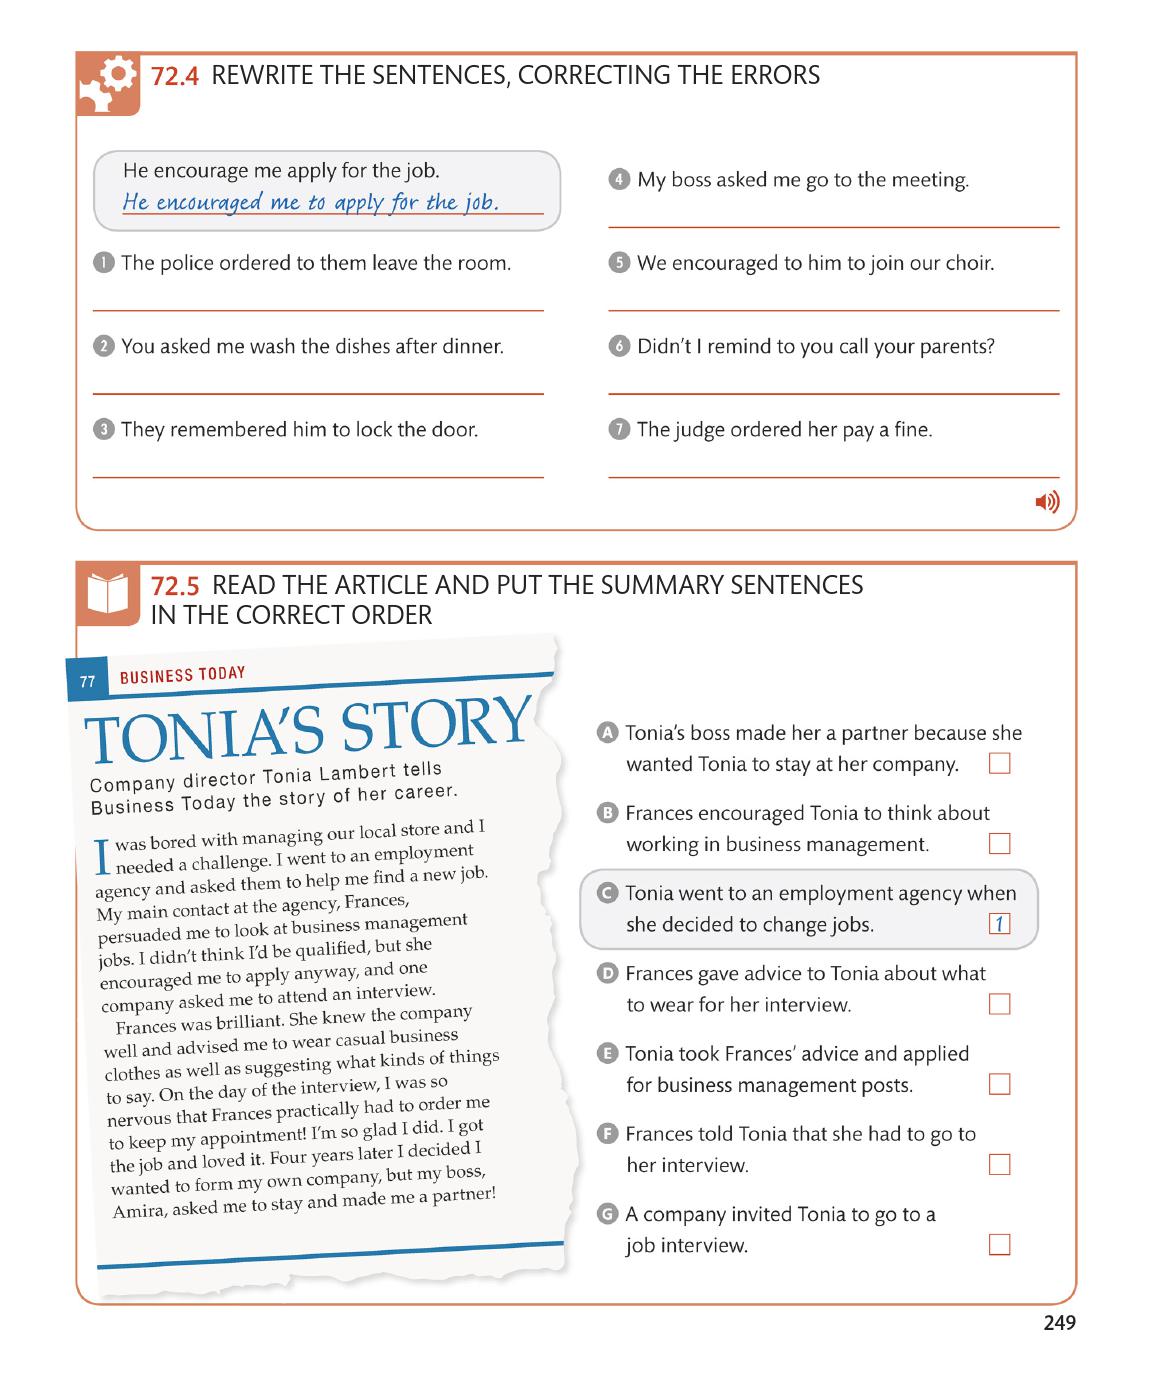 72.4 REWRITE THE SENTENCES, CORRECTING THE ERRORS
He encourage me apply for the job.
He encouraged me to apply for the job.
1 The police ordered to them leave the room.
2 You asked me wash the dishes after dinner.
3 They remembered him to lock the door.
4 My boss asked me go to the meeting.
5 We encouraged to him to join our choir.
6 Didn't I remind to you call your parents?
7 The judge ordered her pay a fine.
72.5 READ THE ARTICLE AND PUT THE SUMMARY SENTENCES
IN THE CORRECT ORDER
77 BUSINESS TODAY
TONIA'S STORY
Company director Tonia Lambert tells
Business Today the story of her career.
I was bored with managing our local store and I
needed a challenge. I went to an employment
agency and asked them to help me find a new job.
My main contact at the agency, Frances,
persuaded me to look at business management
jobs. I didn't think I'd be qualified, but she
encouraged me to apply anyway, and one
company asked me to attend an interview.
Frances was brilliant. She knew the company
well and advised me to wear casual business
clothes as well as suggesting what kinds of things
to say. On the day of the interview, I was so
nervous that Frances practically had to order me
to keep my appointment! I'm so glad I did. I got
the job and loved it. Four years later I decided I
wanted to form my own company, but my boss,
Amira, asked me to stay and made me a partner!
A Tonia's boss made her a partner because she
wanted Tonia to stay at her company.
B Frances encouraged Tonia to think about
working in business management.
C Tonia went to an employment agency when
she decided to change jobs. 1
D Frances gave advice to Tonia about what
to wear for her interview.
E Tonia took Frances' advice and applied
for business management posts.
F Frances told Tonia that she had to go to
her interview.
G A company invited Tonia to go to a
job interview.
249